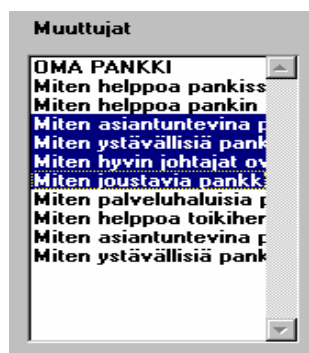 Muuttujat
OMA PANKKI
Miten helppoa pankiss
Miten helppoa pankin
Miten asiantuntevina p
Miten ystävällisiä pank
Miten hyvin johtajat ov
Miten joustavia pankk
Miten palveluhaluisia p
Miten helppoa toikiher
Miten asiantuntevina p
Miten ystävällisiä pank